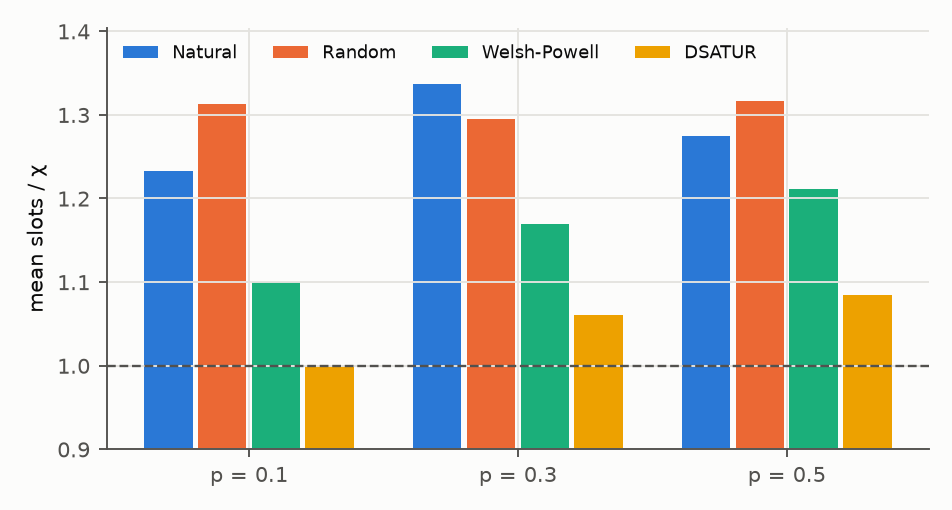 1.4
Natural Random Welsh-Powell DSATUR
1.3
1.2
1.1
1.0
0.9
mean slots / χ
p = 0.1 p = 0.3 p = 0.5